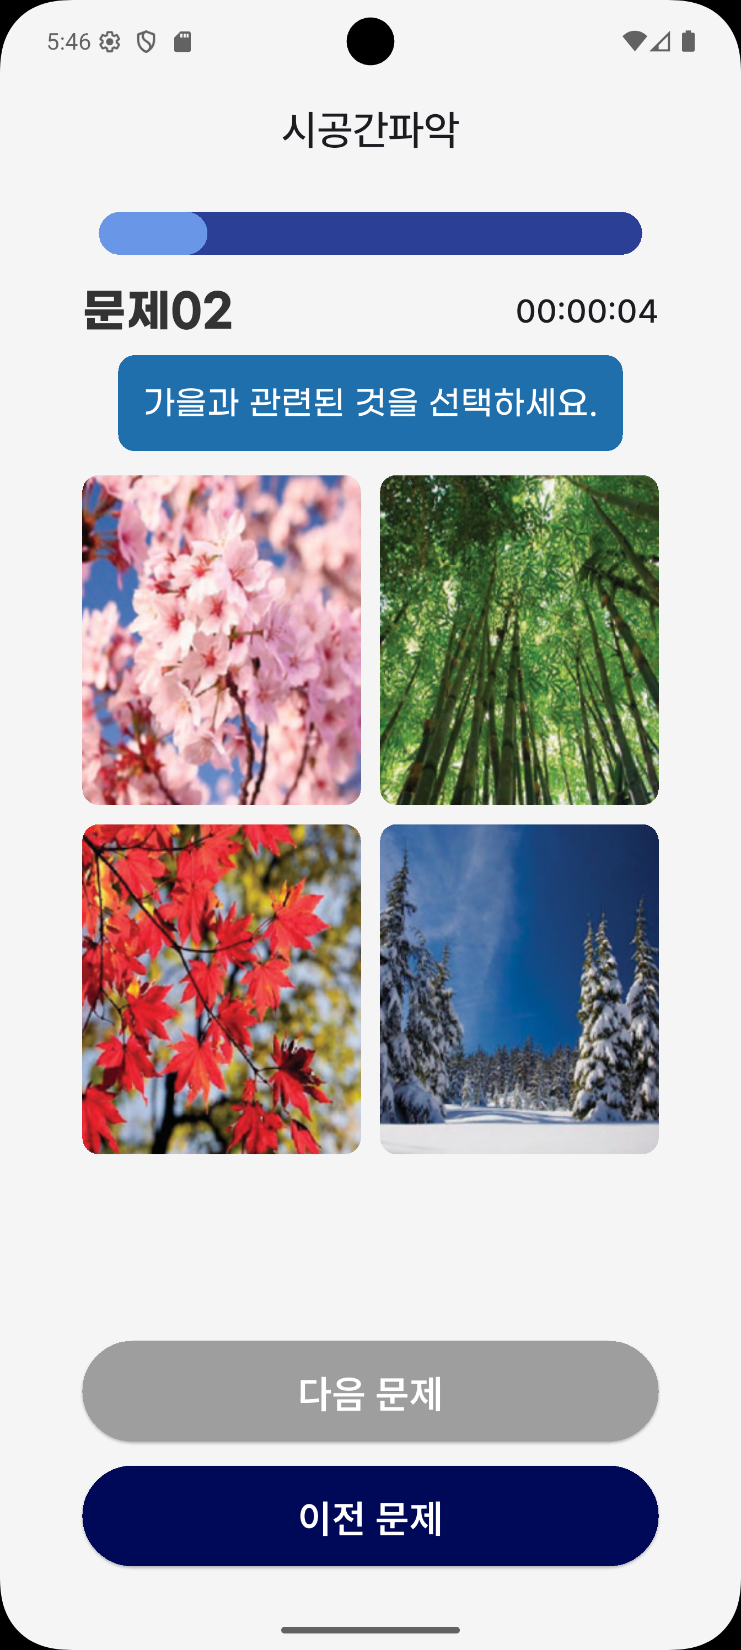 5:46
시공간파악
문제02
00:00:04
가을과 관련된 것을 선택하세요.
다음 문제
이전 문제